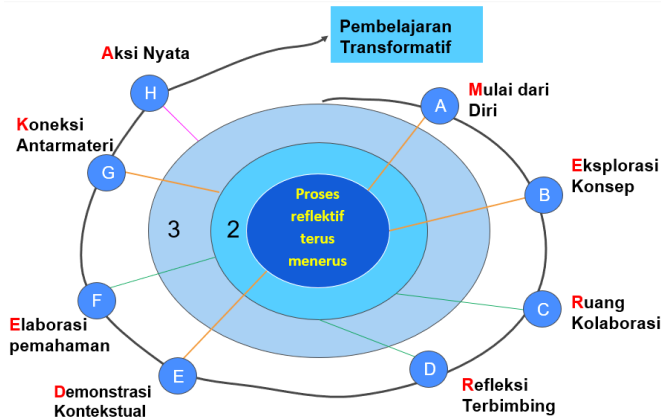 Pembelajaran
Transformatif
Aksi Nyata
H
A
Mulai dari
Diri
Koneksi
Antarmateri
G
B
Eksplorasi
Konsep
Proses
reflektif
terus
menerus
3
2
F
Elaborasi
pemahaman
C
Ruang
Kolaborasi
E
Demonstrasi
Kontekstual
D
Refleksi
Terbimbing